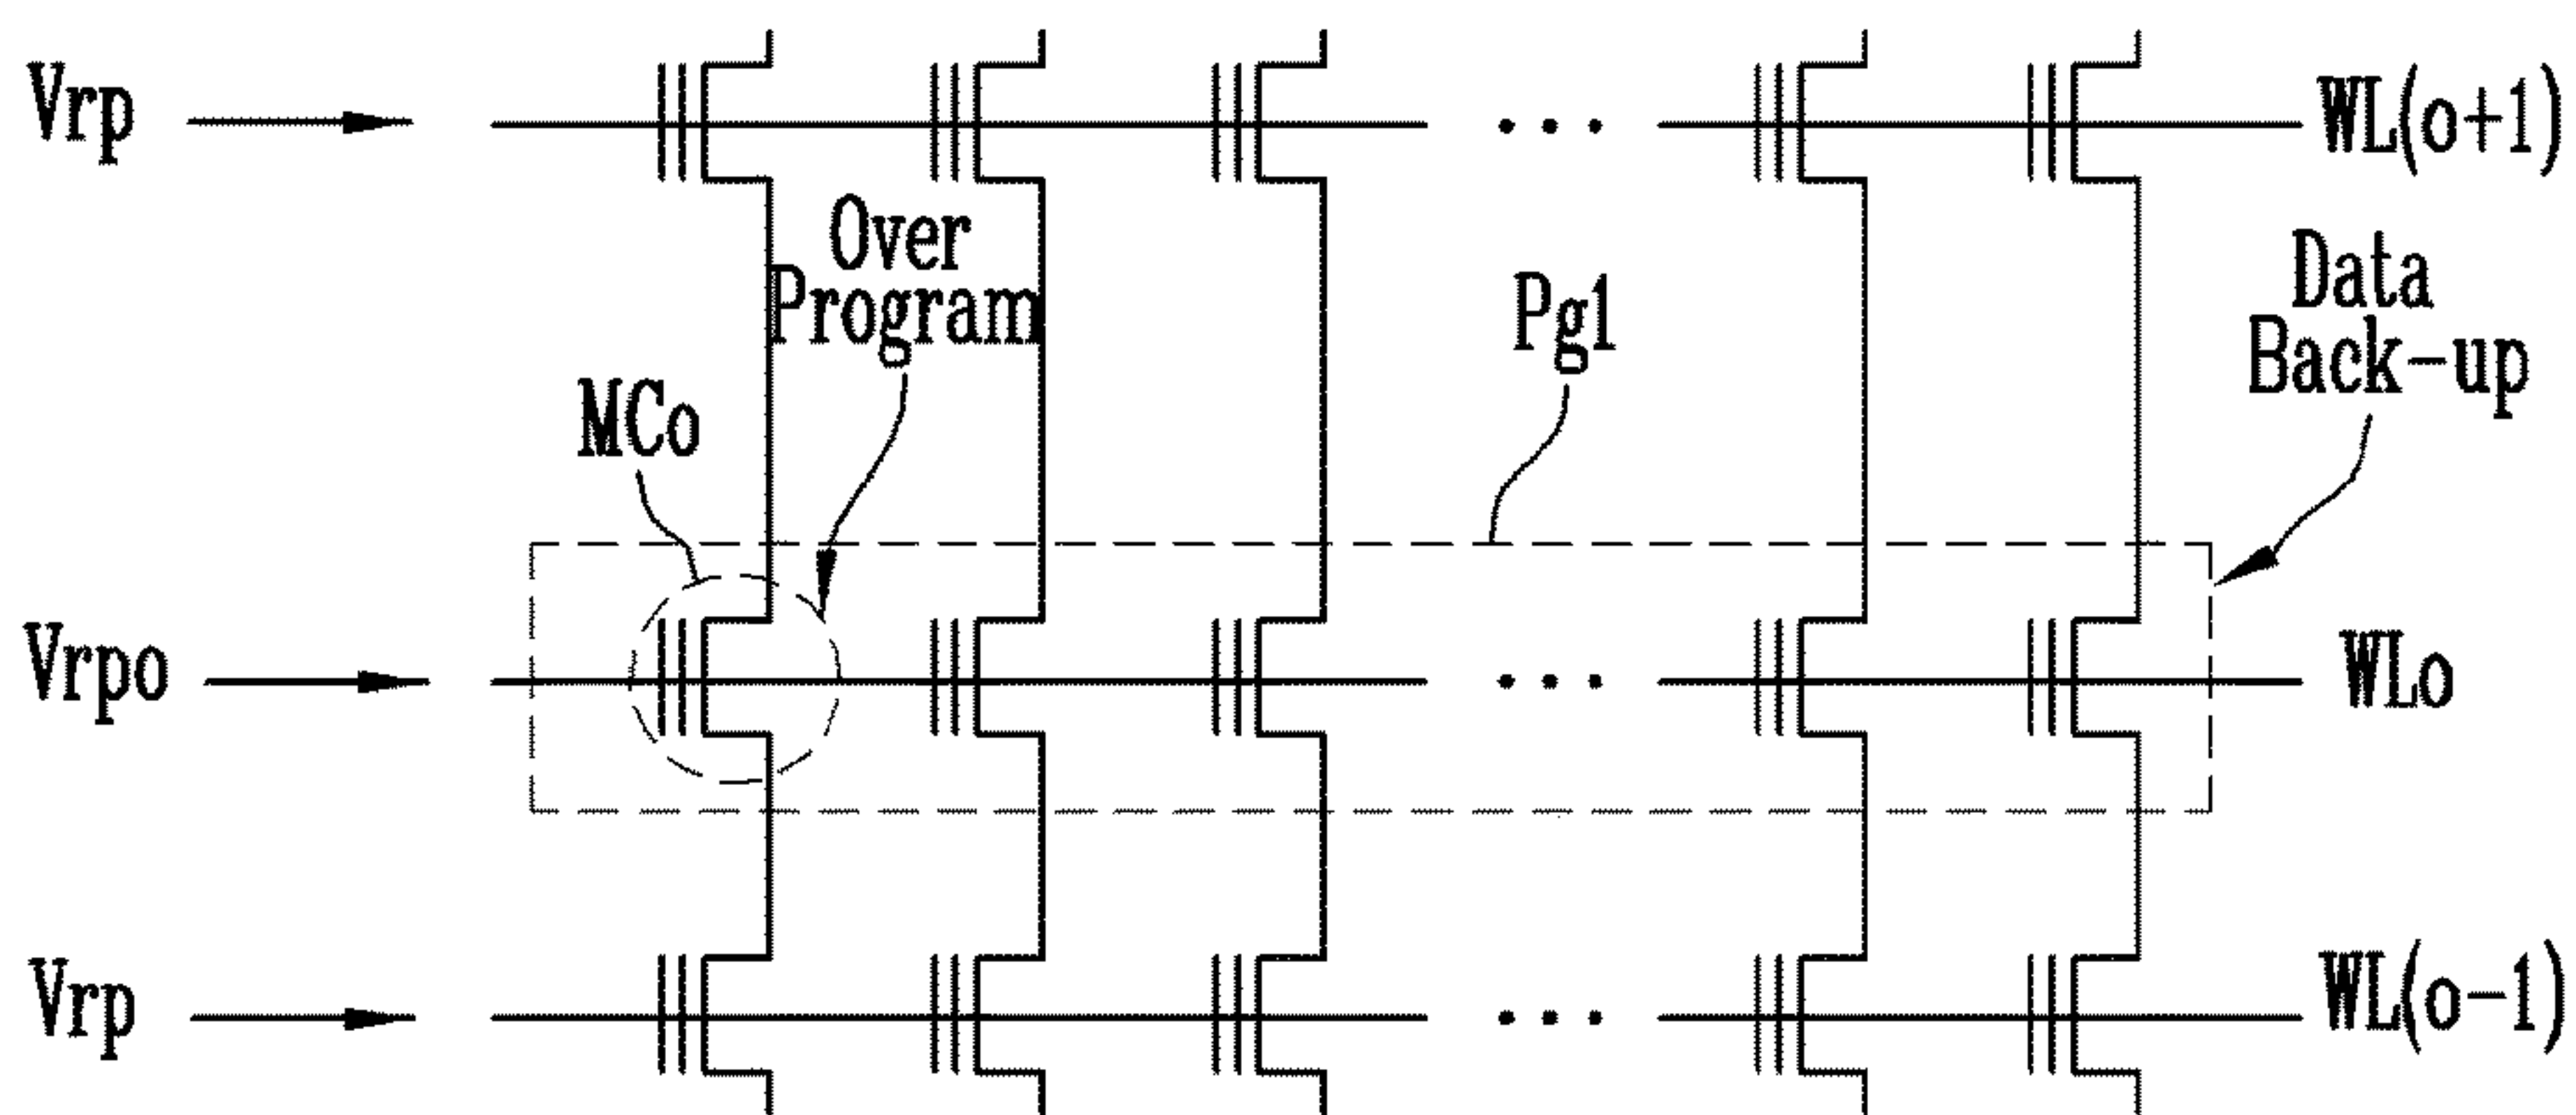 Vrp
WL(o+1)
Over
Program
Pg1
Data
Back-up
MCo
Vrpo
WLo
Vrp
WL(o-1)